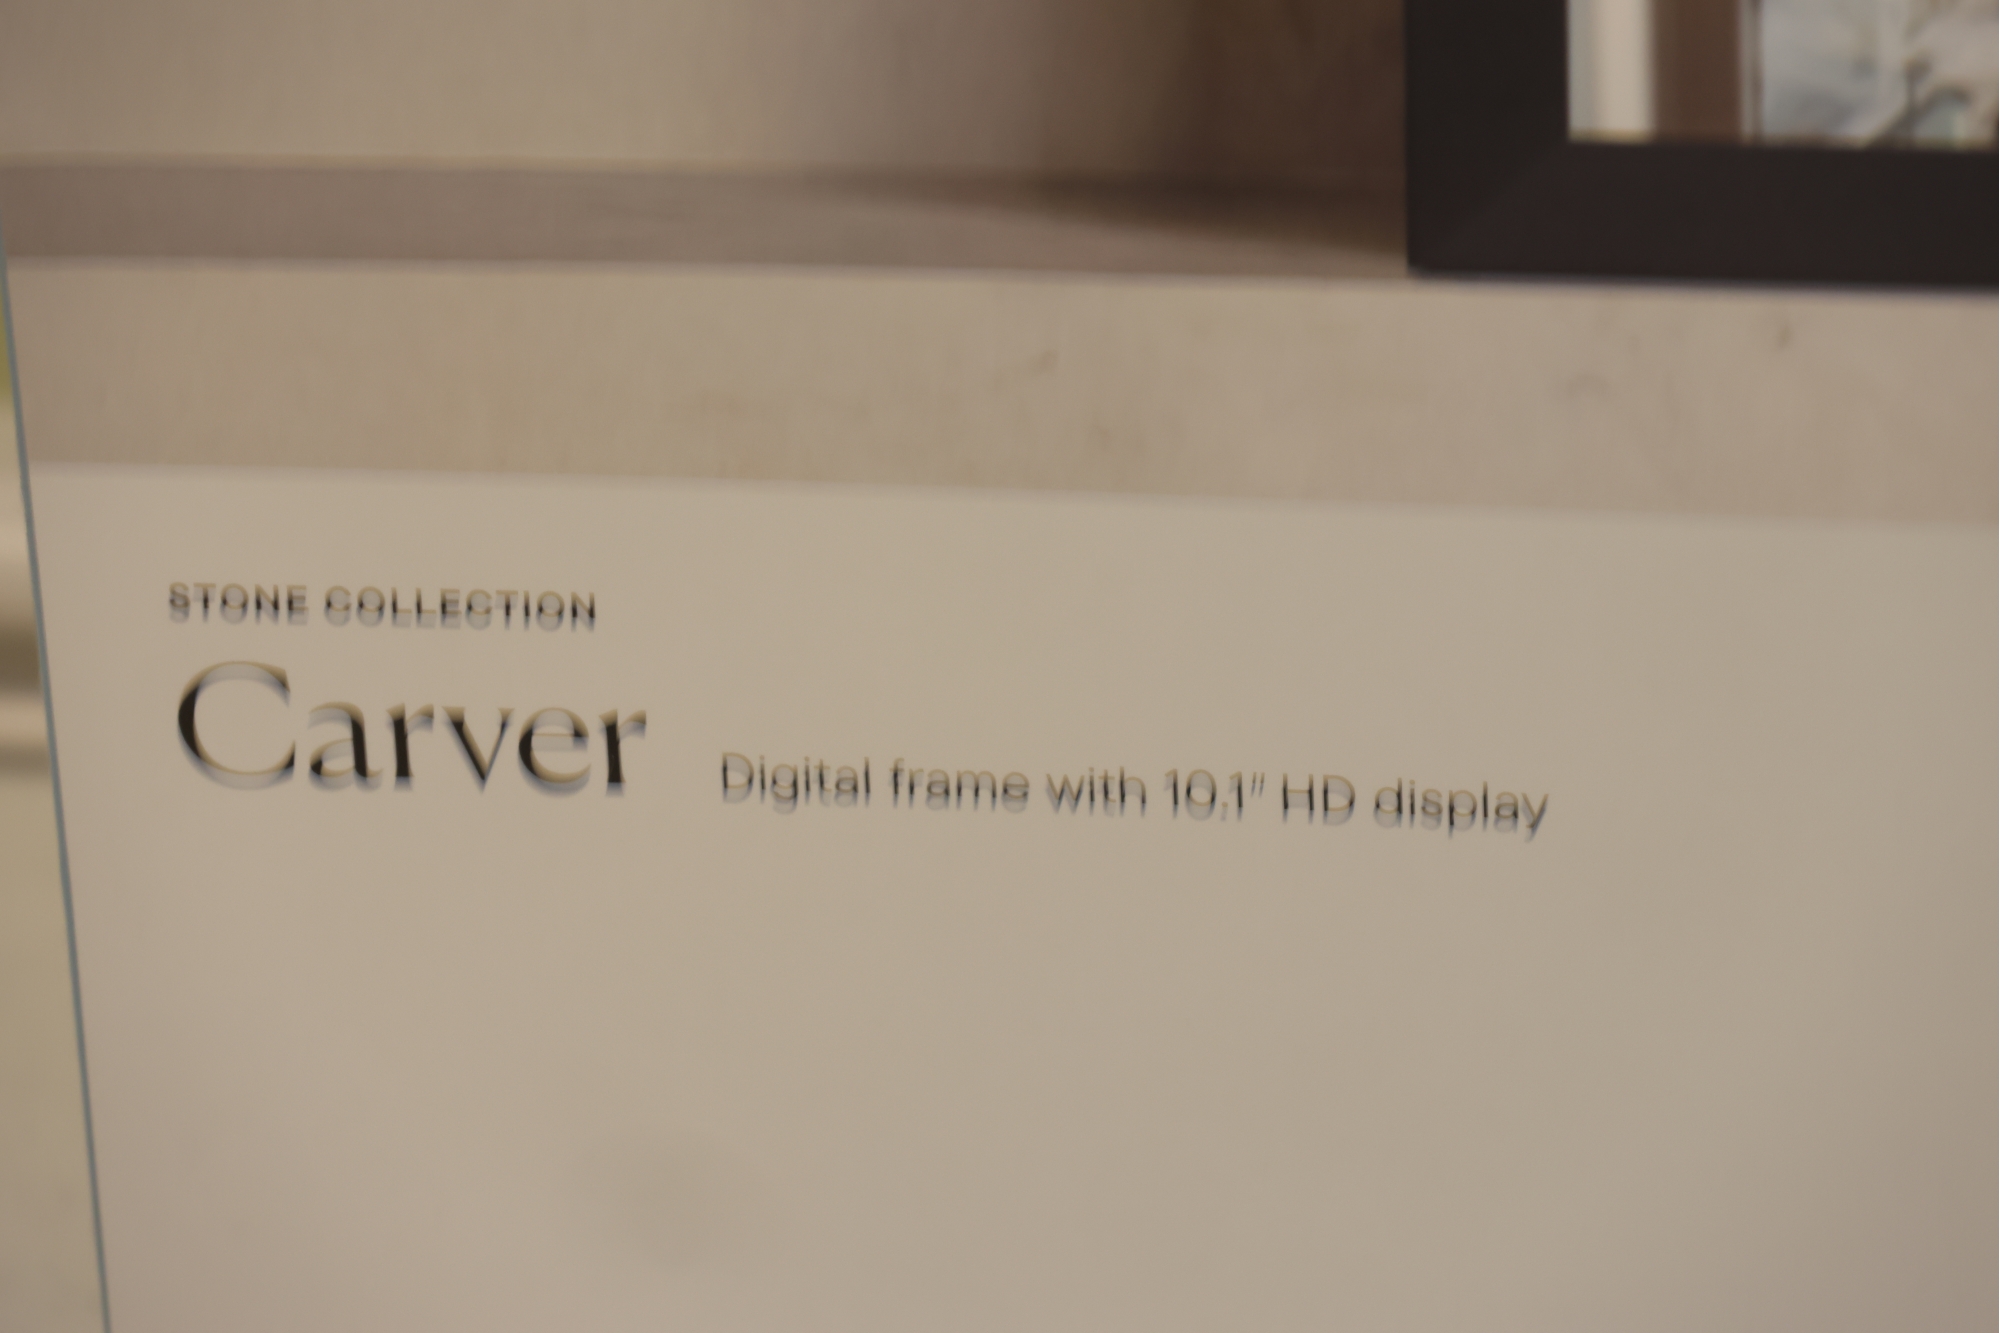 STONE COLLECTION
Carver
Digital frame with 10.1" HD display